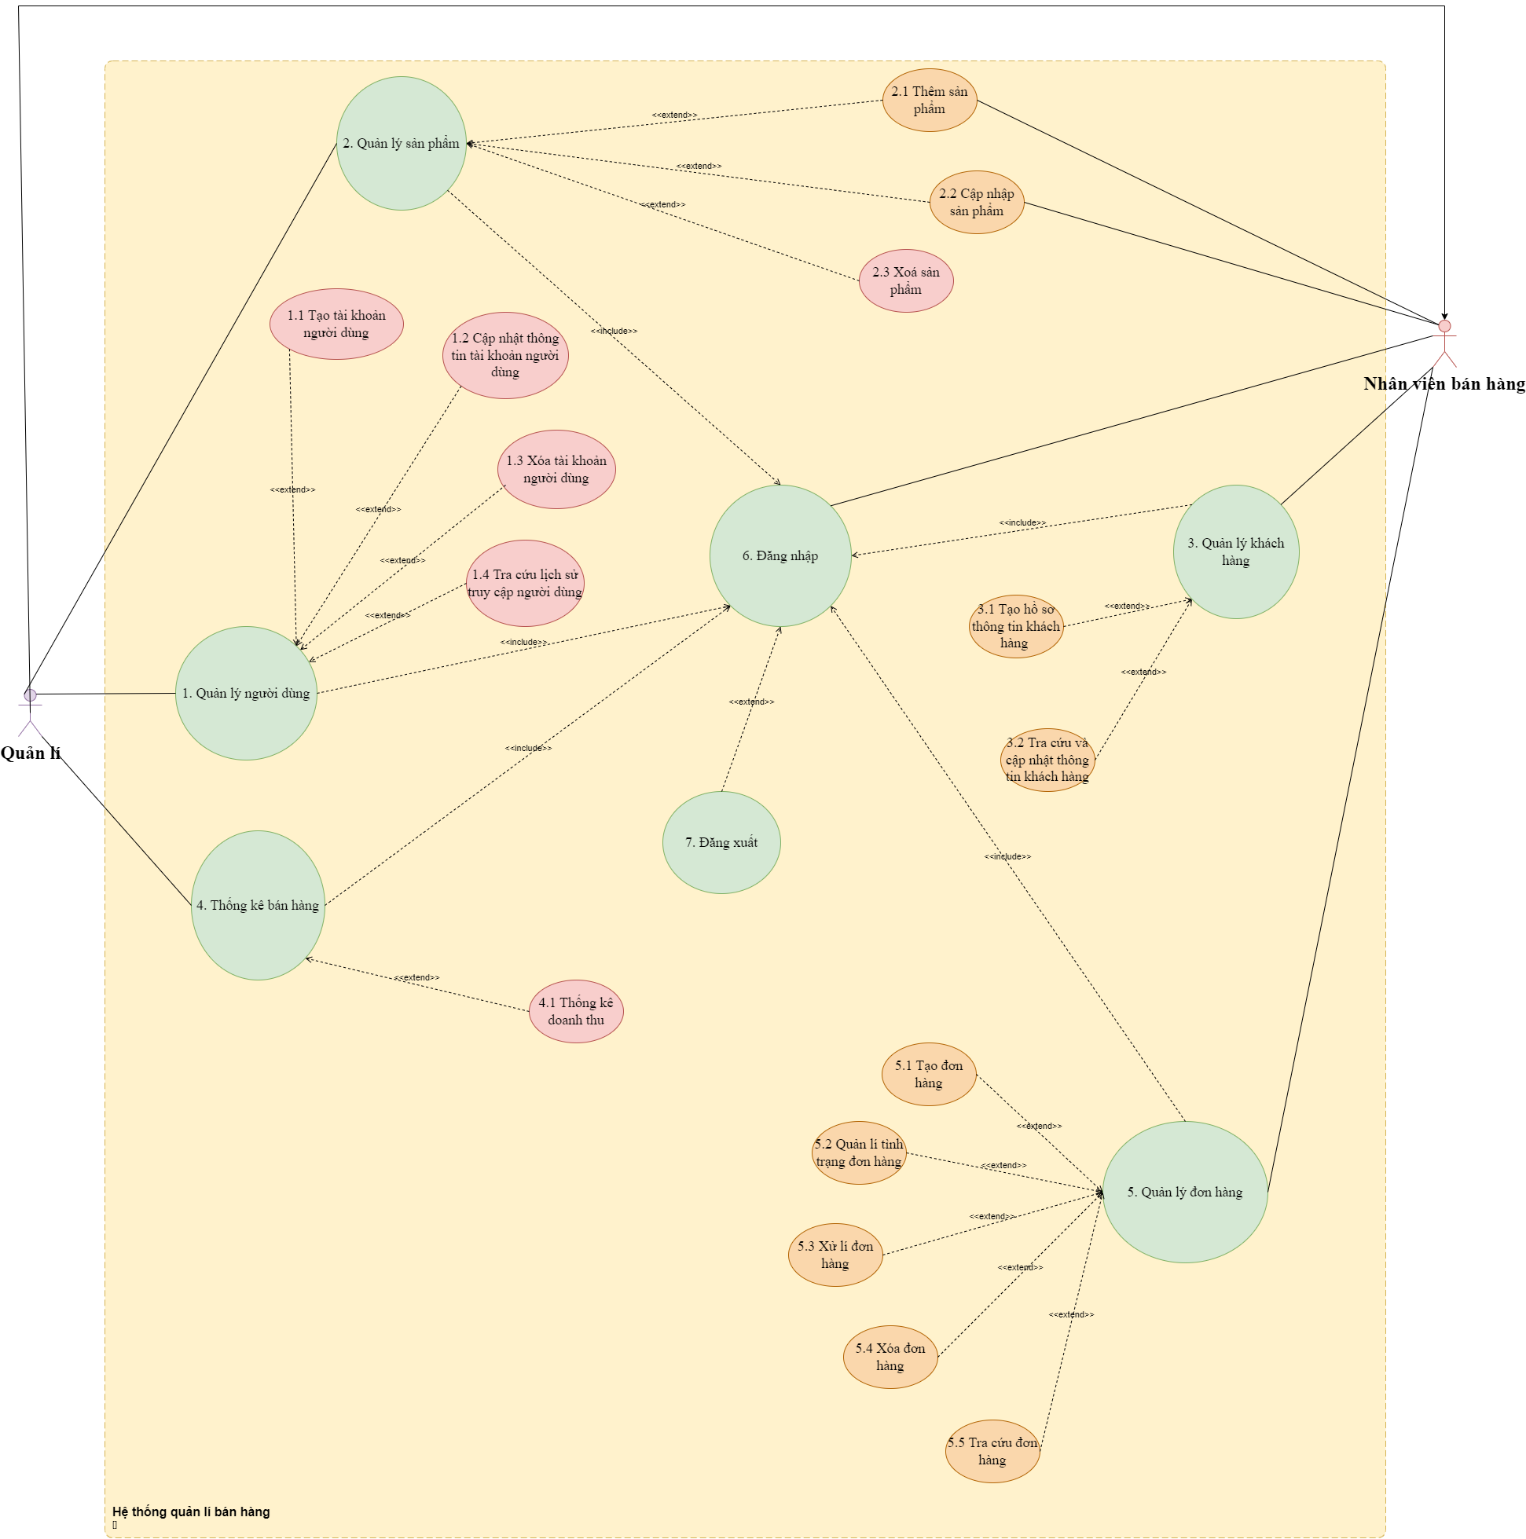 2.1 Thêm sản
phẩm
<<extend>>
2. Quản lý sản phẩm
<<extend>>
2.2 Cập nhập
sản phẩm
<<extend>>
2.3 Xoá sản
phẩm
1.1 Tạo tài khoản
người dùng
1.2 Cập nhật thông
tin tài khoản người
dùng
<<include>>
Nhân viên bán hàng
1.3 Xóa tài khoản
người dùng
<<extend>>
<<extend>>
<<include>>
3. Quản lý khách
hàng
6. Đăng nhập
<<extend>>
1.4 Tra cứu lịch sử
truy cập người dùng
<<extend>>
3.1 Tạo hồ sơ
thông tin khách
hàng
<<extend>>
<<include>>
<<extend>>
1. Quản lý người dùng
<<extend>>
Quản lí
<<include>>
3.2 Tra cứu và
cập nhật thông
tin khách hàng
7. Đăng xuất
<<include>>
4. Thống kê bán hàng
<<extend>>
4.1 Thống kê
doanh thu
5.1 Tạo đơn
hàng
<<extend>>
5.2 Quản lí tình
trạng đơn hàng
<<extend>>
5. Quản lý đơn hàng
<<extend>>
5.3 Xử lí đơn
hàng
<<extend>>
<<extend>>
5.4 Xóa đơn
hàng
5.5 Tra cứu đơn
hàng
Hệ thống quản lí bán hàng